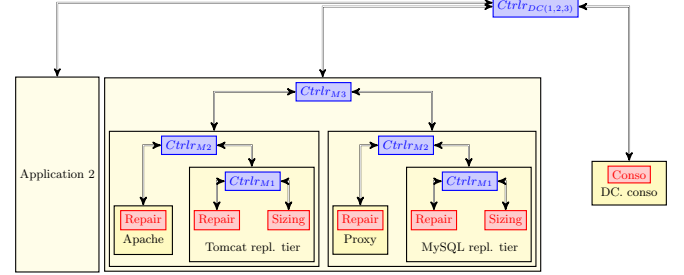 Ctrlr_{DC(1,2,3)}
Ctrlr_{M3}
Ctrlr_{M2}
Ctrlr_{M2}
Application 2
Ctrlr_{M1}
Ctrlr_{M1}
Conso
DC. conso
Repair
Repair
Sizing
Repair
Repair
Sizing
Apache
Tomcat repl. tier
Proxy
MySQL repl. tier